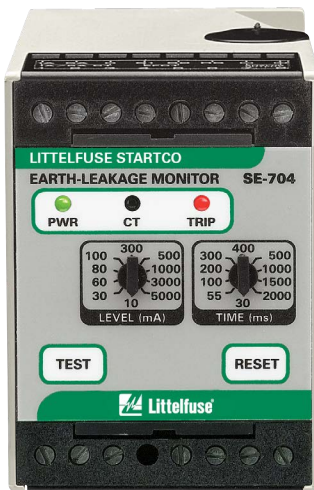 LITTELFUSE STARTCO
EARTH-LEAKAGE MONITOR SE-704
PWR CT TRIP
300 400
100 500 300 500
80 1000 200 1000
60 3000 100 1500
30 5000 55 2000
10 30
LEVEL (mA) TIME (ms)
TEST RESET
Littelfuse®